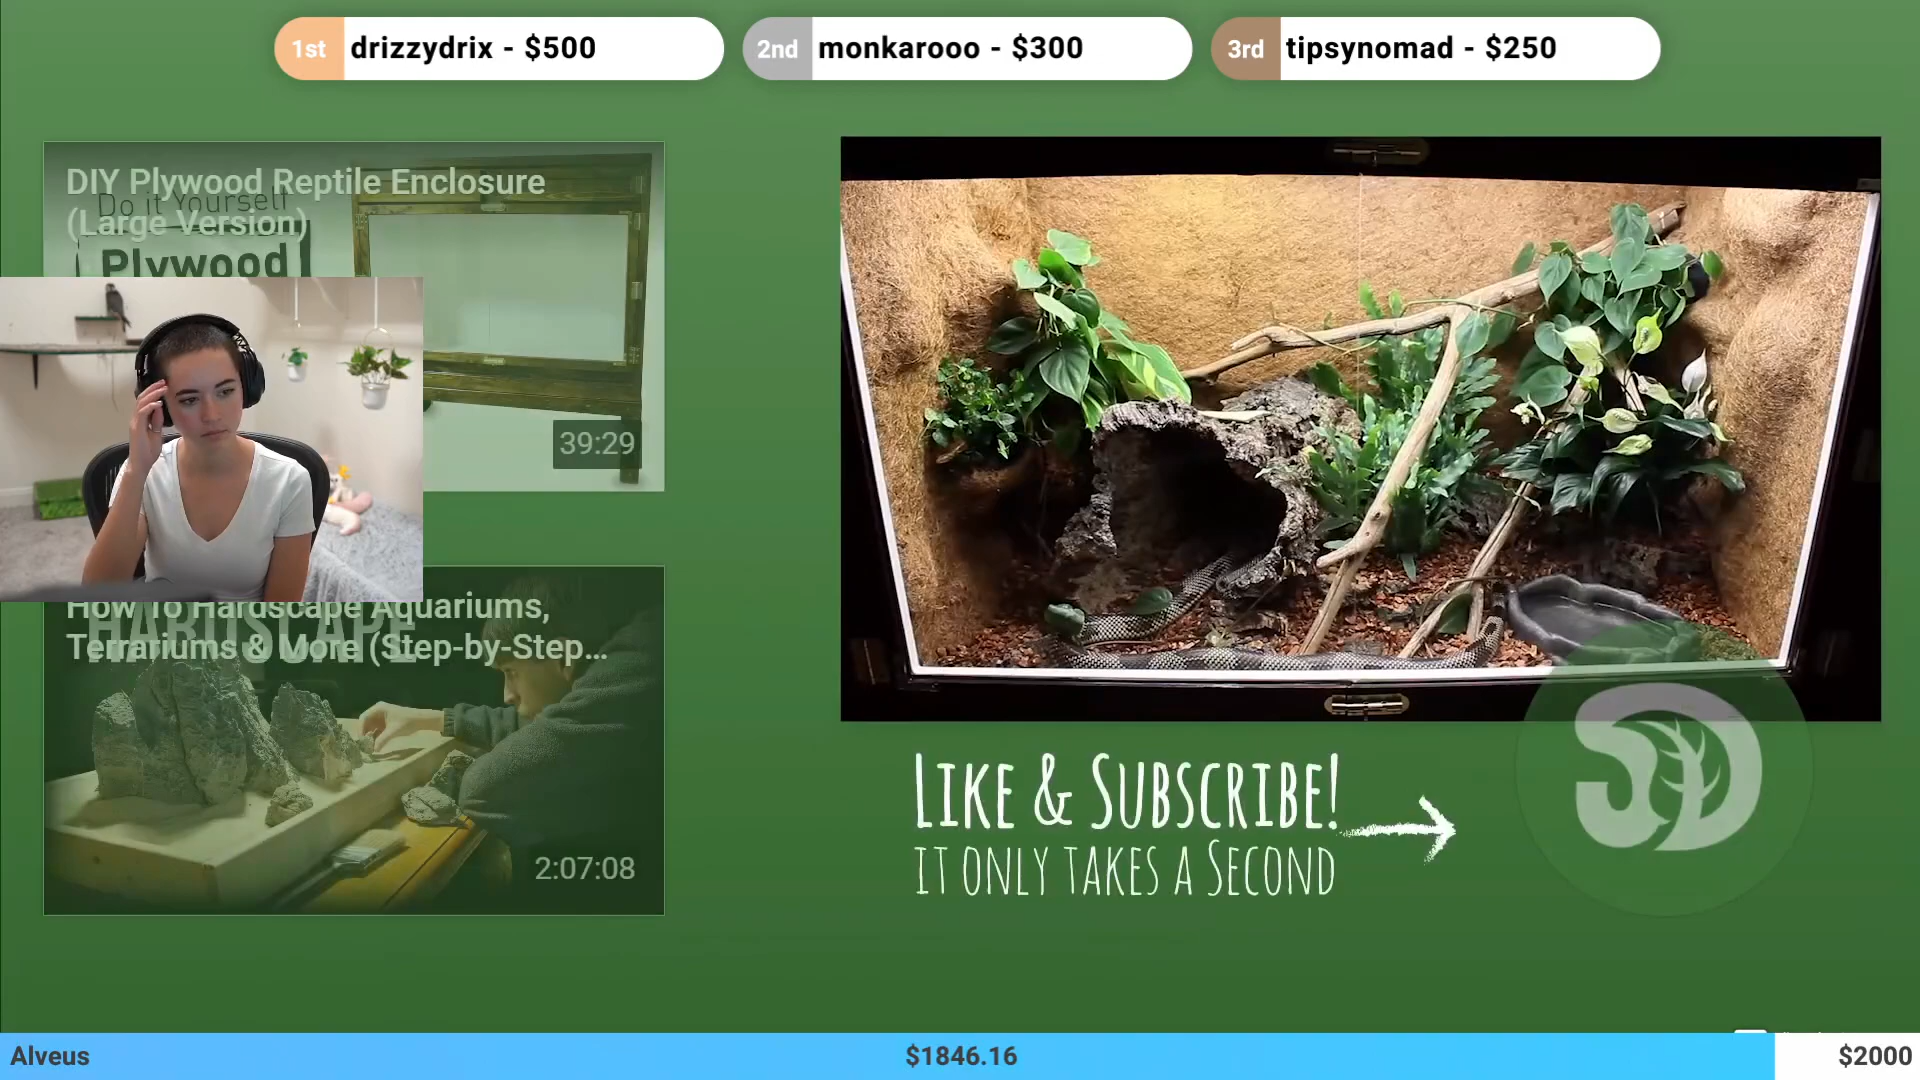 1st drizzydrix - $500
2nd monkarooo - $300
3rd tipsynomad - $250
DIY Plywood Reptile Enclosure
(Large Version)
Do it Yourself
Plywood
39:29
How To Hardscape Aquariums,
Terrariums & More (Step-by-Step...
HARDSCAPE
2:07:08
LIKE & SUBSCRIBE!
IT ONLY TAKES A SECOND
SD
Alveus $1846.16 $2000